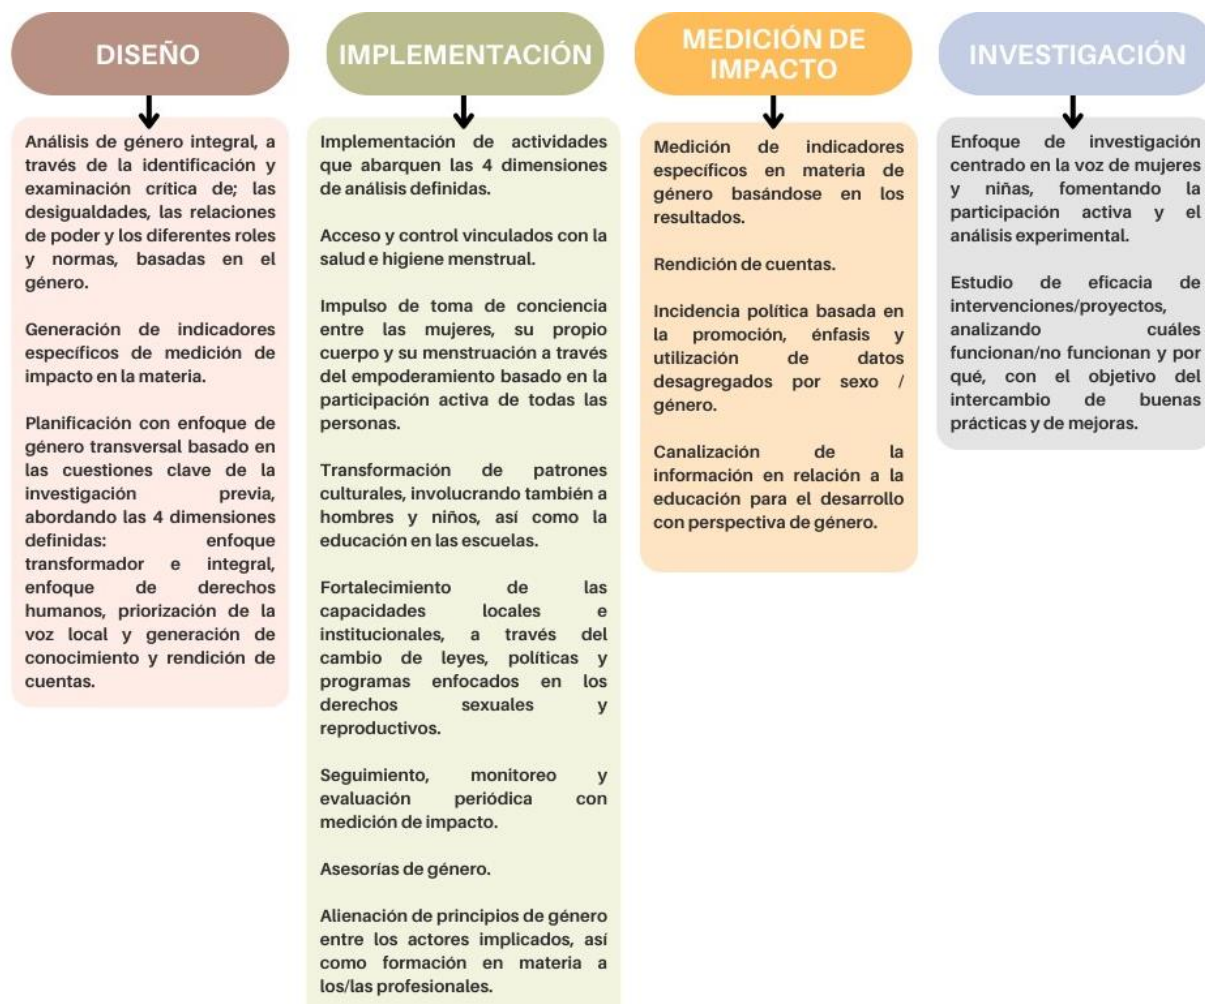 DISEÑO
Análisis de género integral, a
través de la identificación y
examinación crítica de; las
desigualdades, las relaciones
de poder y los diferentes roles
y normas, basadas en el
género.
Generación de indicadores
específicos de medición de
impacto en la materia.
Planificación con enfoque de
género transversal basado en
las cuestiones clave de la
investigación previa,
abordando las 4 dimensiones
definidas: enfoque
transformador e integral,
enfoque de derechos
humanos, priorización de la
voz local y generación de
conocimiento y rendición de
cuentas.
IMPLEMENTACIÓN
Implementación de actividades
que abarquen las 4 dimensiones
de análisis definidas.
Acceso y control vinculados con la
salud e higiene menstrual.
Impulso de toma de conciencia
entre las mujeres, su propio
cuerpo y su menstruación a través
del empoderamiento basado en la
participación activa de todas las
personas.
Transformación de patrones
culturales, involucrando también a
hombres y niños, así como la
educación en las escuelas.
Fortalecimiento de las
capacidades locales e
institucionales, a través del
cambio de leyes, políticas y
programas enfocados en los
derechos sexuales y
reproductivos.
Seguimiento, monitoreo y
evaluación periódica con
medición de impacto.
Asesorías de género.
Alienación de principios de género
entre los actores implicados, así
como formación en materia a
los/las profesionales.
MEDICIÓN DE
IMPACTO
Medición de indicadores
específicos en materia de
género basándose en los
resultados.
Rendición de cuentas.
Incidencia política basada en
la promoción, énfasis y
utilización de datos
desagregados por sexo /
género.
Canalización de la
información en relación a la
educación para el desarrollo
con perspectiva de género.
INVESTIGACIÓN
Enfoque de investigación
centrado en la voz de mujeres
y niñas, fomentando la
participación activa y el
análisis experimental.
Estudio de eficacia de
intervenciones/proyectos,
analizando cuáles
funcionan/no funcionan y por
qué, con el objetivo del
intercambio de buenas
prácticas y de mejoras.